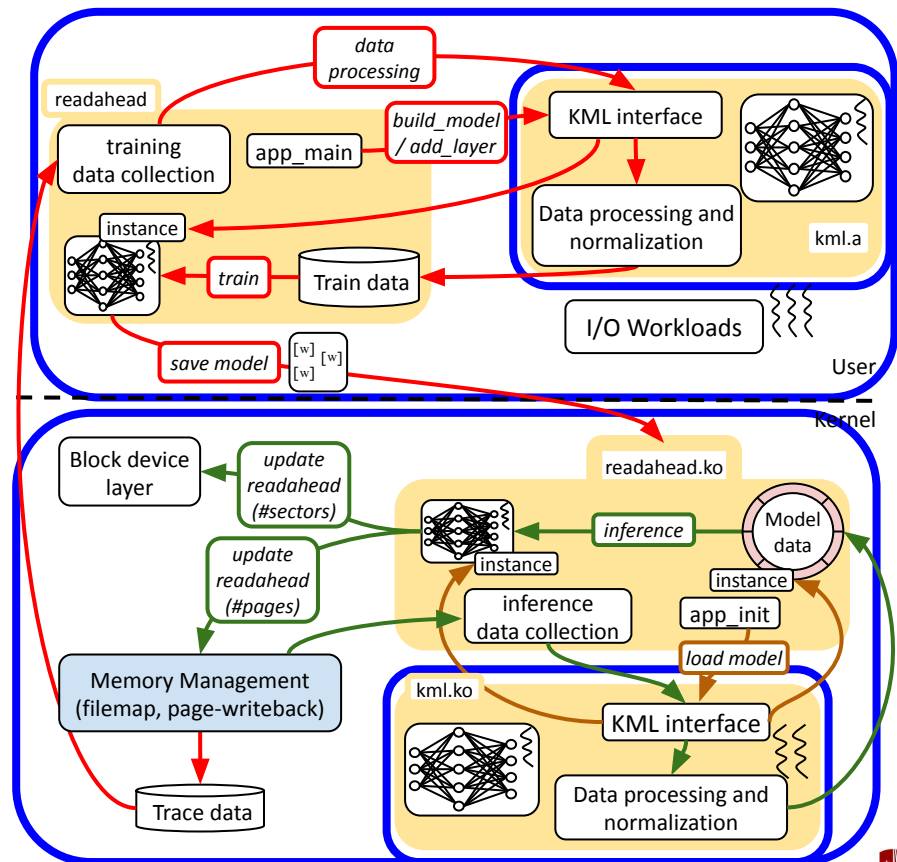 data
processing
readahead
training
data collection
app_main
build_model
/ add_layer
KML interface
instance
Data processing and
normalization
kml.a
train
Train data
I/O Workloads
save model
[w]
[w]
[w]
User
Kernel
Block device
layer
update
readahead
(#sectors)
readahead.ko
inference
Model
data
update
readahead
(#pages)
instance
instance
inference
data collection
app_init
load model
Memory Management
(filemap, page-writeback)
kml.ko
KML interface
Trace data
Data processing and
normalization